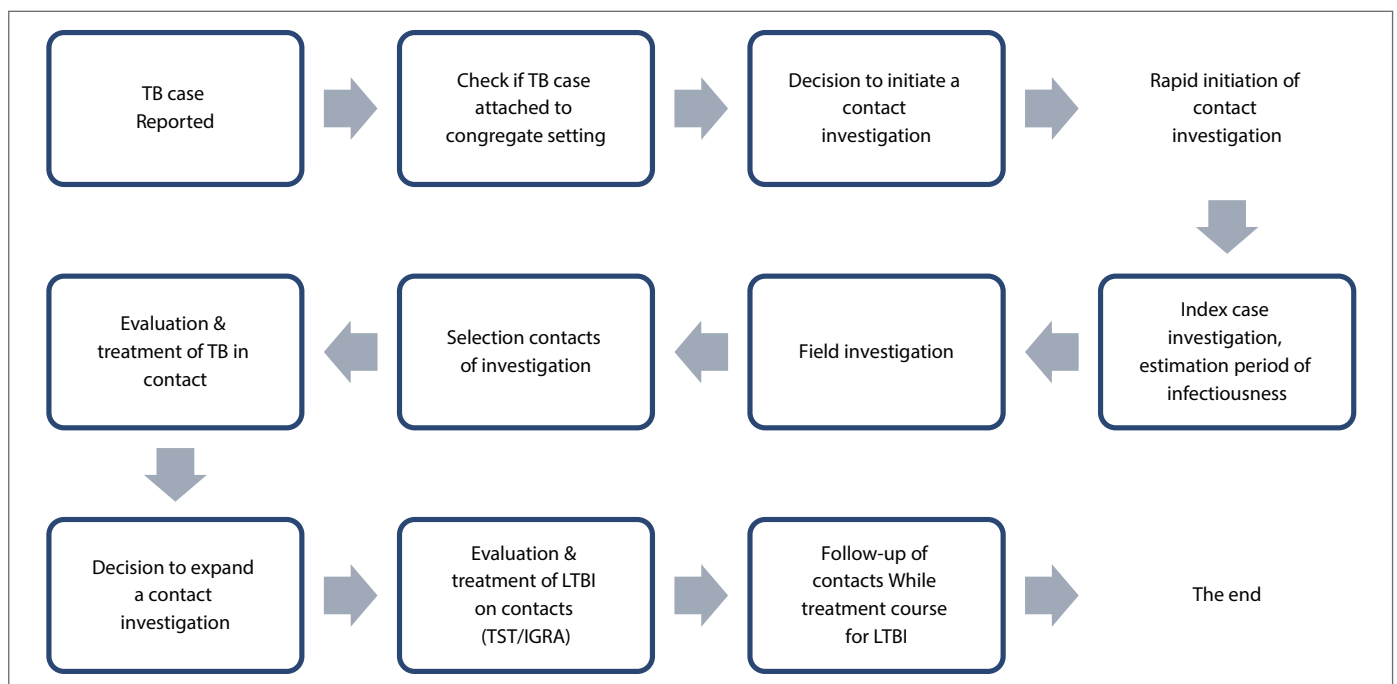 TB case
Reported
Check if TB case
attached to
congregate setting
Decision to initiate a
contact
investigation
Rapid initiation of
contact
investigation
Index case
investigation,
estimation period of
infectiousness
Field investigation
Selection contacts
of investigation
Evaluation &
treatment of TB in
contact
Decision to expand
a contact
investigation
Evaluation &
treatment of LTBI
on contacts
(TST/IGRA)
Follow-up of
contacts While
treatment course
for LTBI
The end